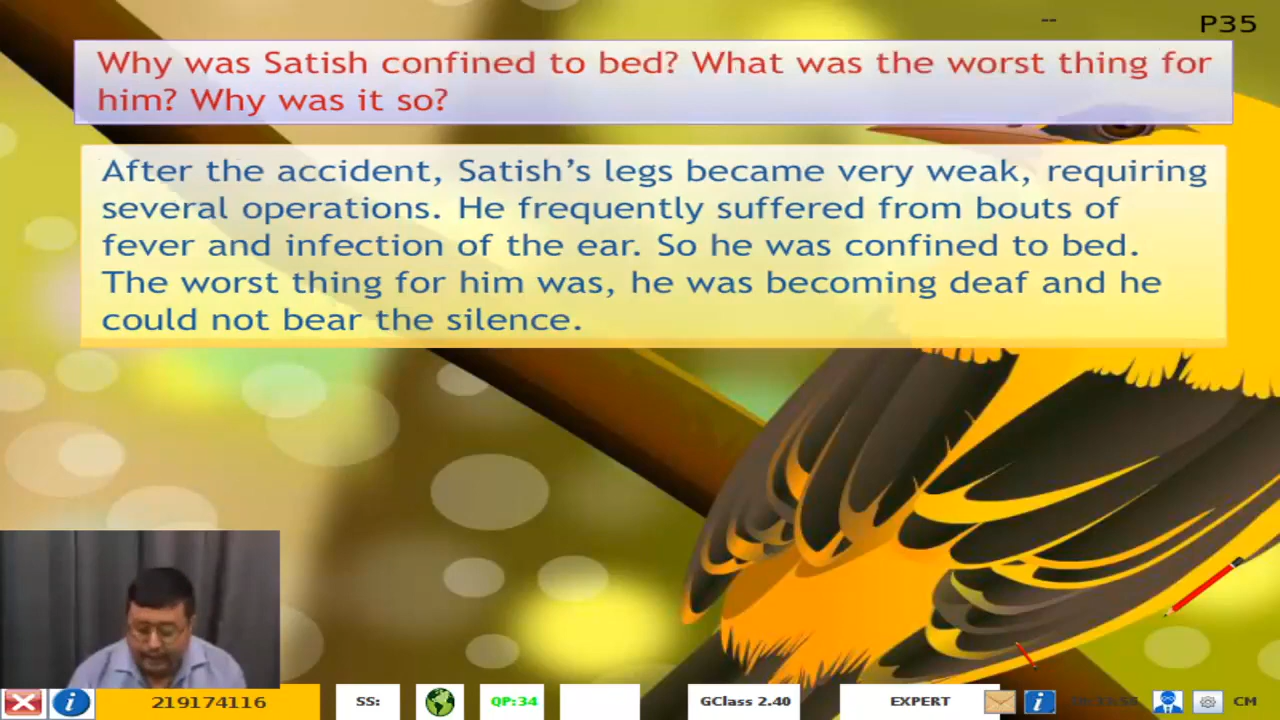 --
P35
Why was Satish confined to bed? What was the worst thing for
him? Why was it so?
After the accident, Satish's legs became very weak, requiring
several operations. He frequently suffered from bouts of
fever and infection of the ear. So he was confined to bed.
The worst thing for him was, he was becoming deaf and he
could not bear the silence.
219174116
SS:
QP:34
GClass 2.40
EXPERT
CM